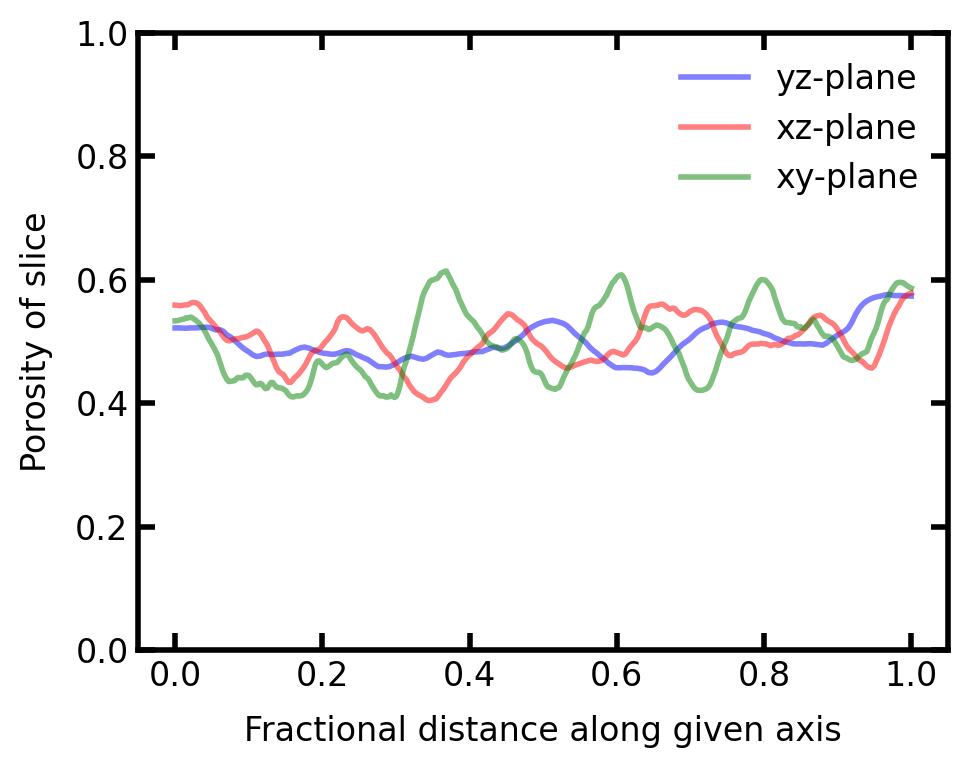 1.0
0.8
0.6
0.4
0.2
0.0
Porosity of slice
yz-plane
xz-plane
xy-plane
0.0 0.2 0.4 0.6 0.8 1.0
Fractional distance along given axis